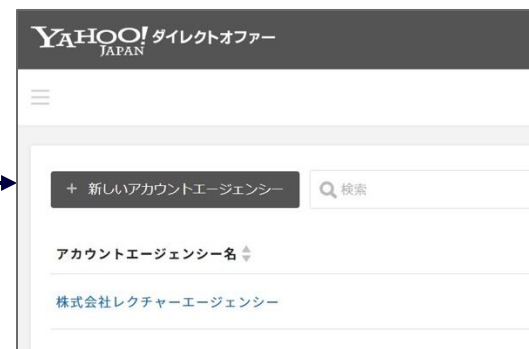 YAHOO! ダイレクトオファー
JAPAN
+ 新しいアカウントエージェンシー
検索
アカウントエージェンシー名
株式会社レクチャーエージェンシー